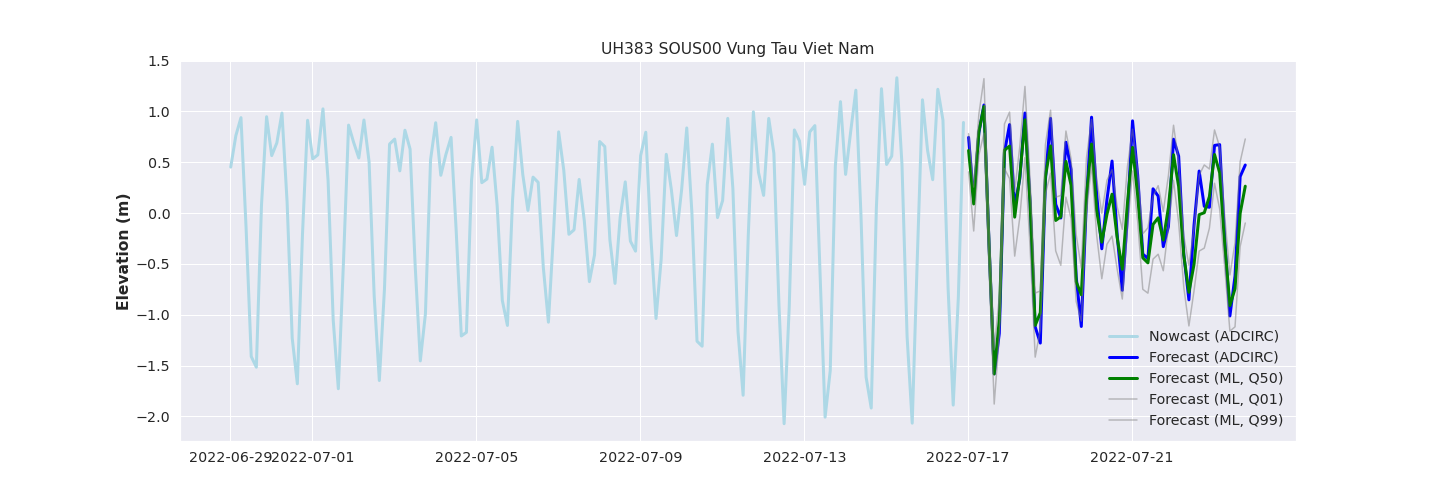 UH383 SOUS00 Vung Tau Viet Nam
Elevation (m)
1.5
1.0
0.5
0.0
−0.5
−1.0
−1.5
−2.0
2022-06-29
2022-07-01
2022-07-05
2022-07-09
2022-07-13
2022-07-17
2022-07-21
Nowcast (ADCIRC)
Forecast (ADCIRC)
Forecast (ML, Q50)
Forecast (ML, Q01)
Forecast (ML, Q99)